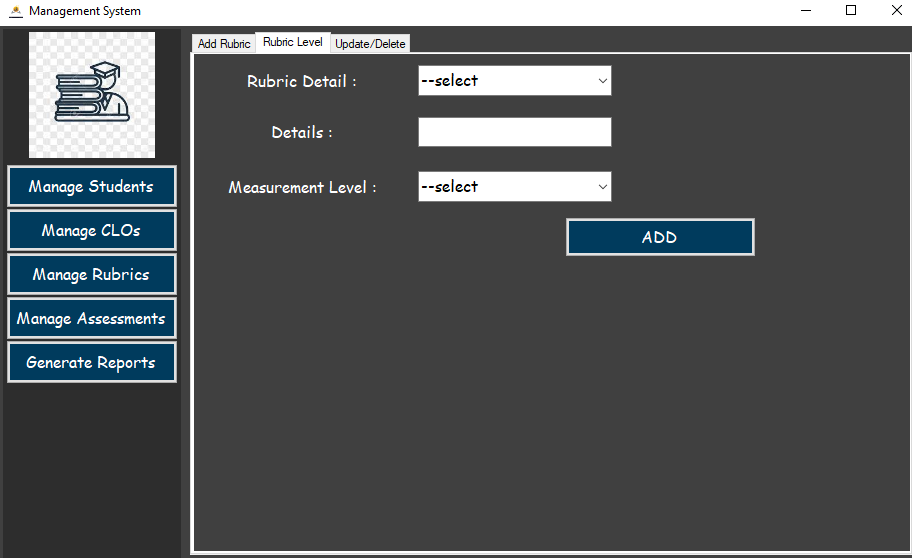 Management System
Add Rubric
Rubric Level
Update/Delete
Manage Students
Manage CLOs
Manage Rubrics
Manage Assessments
Generate Reports
Rubric Detail :
--select
Details :
Measurement Level :
--select
ADD